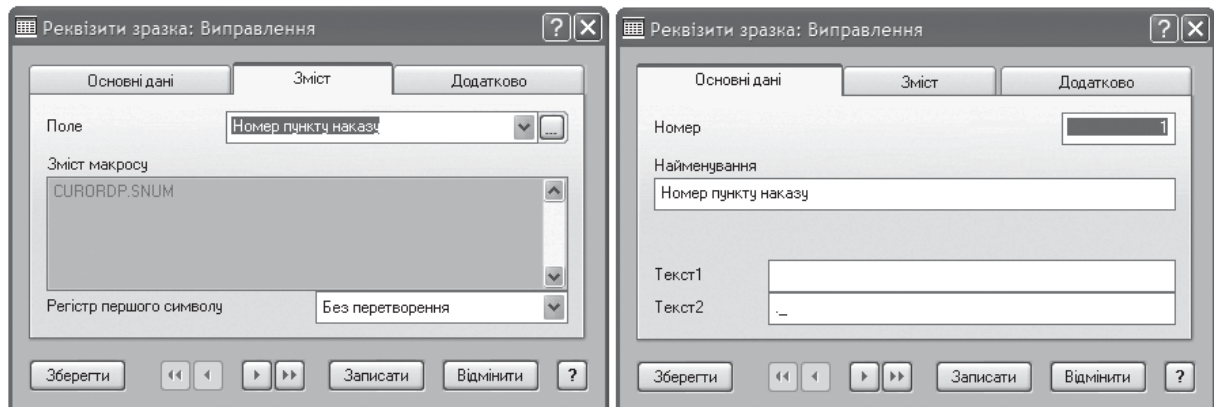 Реквізити зразка: Виправлення
Основні дані Зміст Додатково
Поле Номер пункту наказу ...
Зміст макросу
CURORDP.SNUM
Регістр першого символу Без перетворення
Зберегти Записати Відмінити ?
Реквізити зразка: Виправлення
Основні дані Зміст Додатково
Номер 1
Найменування
Номер пункту наказу
Текст1
Текст2 ._
Зберегти Записати Відмінити ?